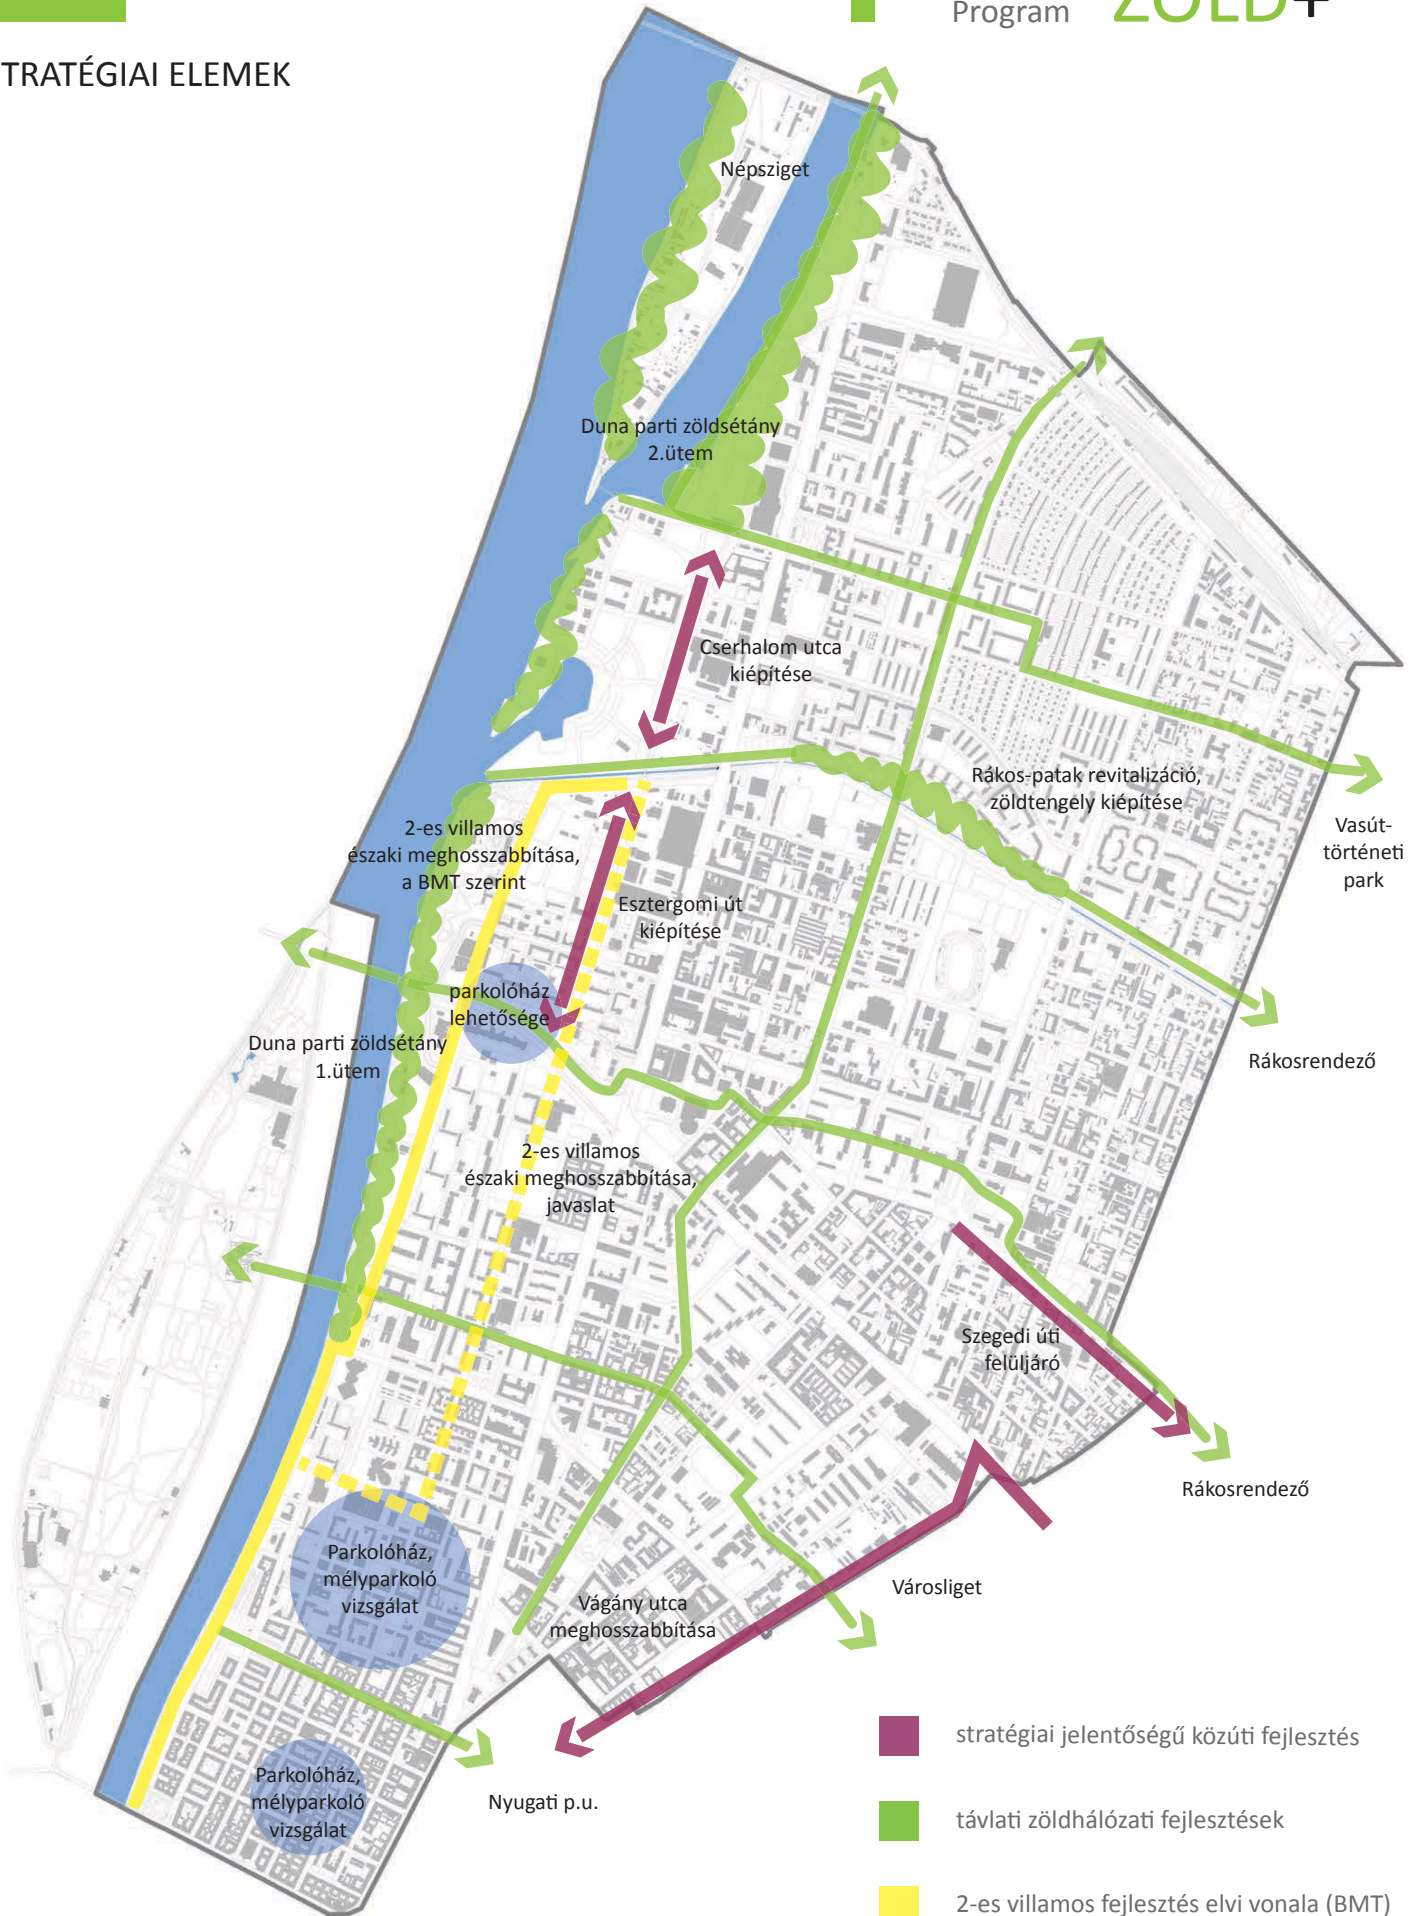 Program ZÖLD+
TRATÉGIAI ELEMEK
Népsziget
Duna parti zöldsétány
2.ütem
Cserhalom utca
kiépítése
Rákos-patak revitalizáció,
zöldtengely kiépítése
Vasút-
történeti
park
2-es villamos
északi meghosszabbítása,
a BMT szerint
Esztergomi út
kiépítése
parkolóház
lehetősége
Duna parti zöldsétány
1.ütem
Rákosrendező
2-es villamos
északi meghosszabbítása,
javaslat
Szegedi úti
felüljáró
Rákosrendező
Parkolóház,
mélyparkoló
vizsgálat
Városliget
Vágány utca
meghosszabbítása
Parkolóház,
mélyparkoló
vizsgálat
Nyugati p.u.
stratégiai jelentőségű közúti fejlesztés
távlati zöldhálózati fejlesztések
2-es villamos fejlesztés elvi vonala (BMT)